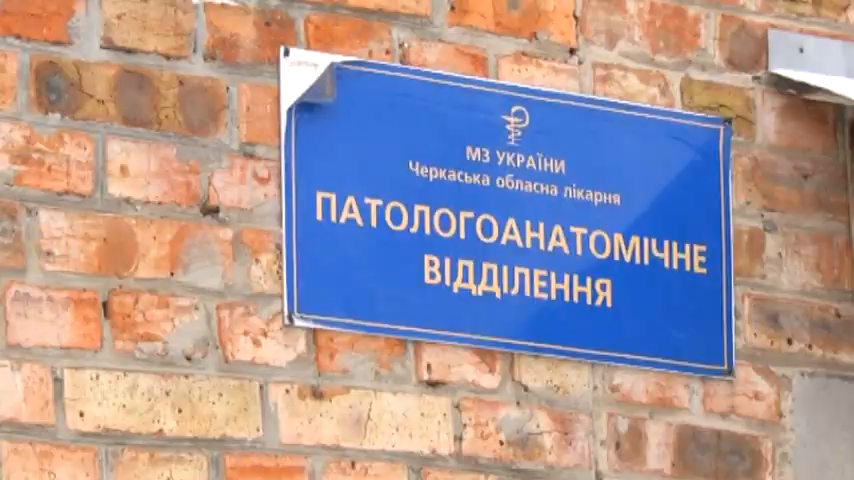 МЗ УКРАЇНИ
Черкаська обласна лікарня
ПАТОЛОГОАНАТОМІЧНЕ
ВІДДІЛЕННЯ